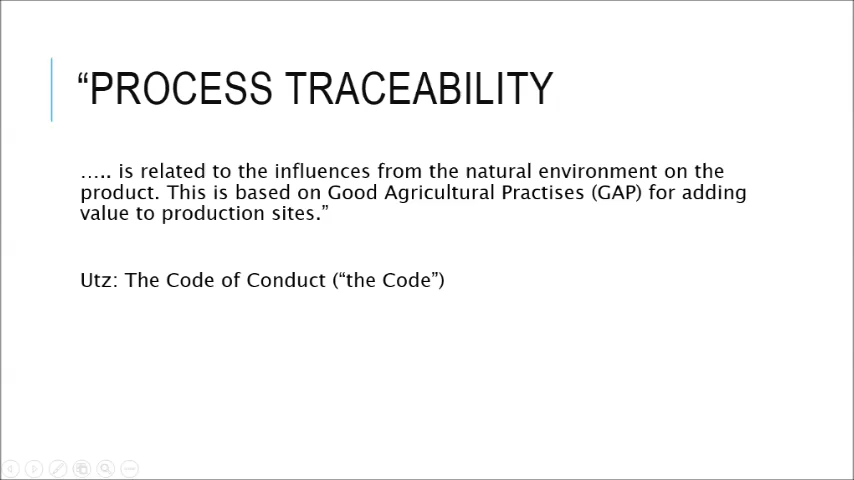 “PROCESS TRACEABILITY
….. is related to the influences from the natural environment on the
product. This is based on Good Agricultural Practises (GAP) for adding
value to production sites.”
Utz: The Code of Conduct (“the Code”)